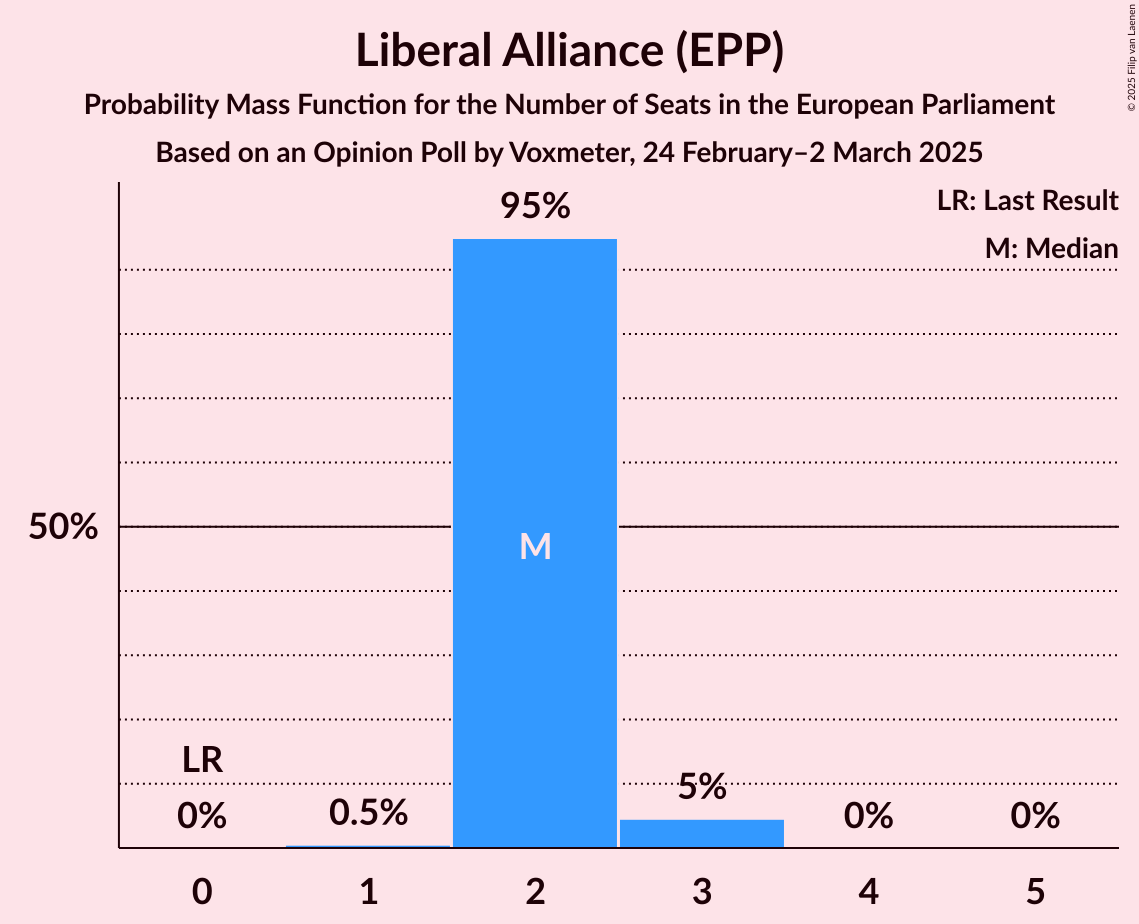 Liberal Alliance (EPP)
Probability Mass Function for the Number of Seats in the European Parliament
Based on an Opinion Poll by Voxmeter, 24 February–2 March 2025
© 2025 Filip van Laenen
LR: Last Result
M: Median
95%
50%
M
LR
0%
0.5%
5%
0%
0%
0
1
2
3
4
5